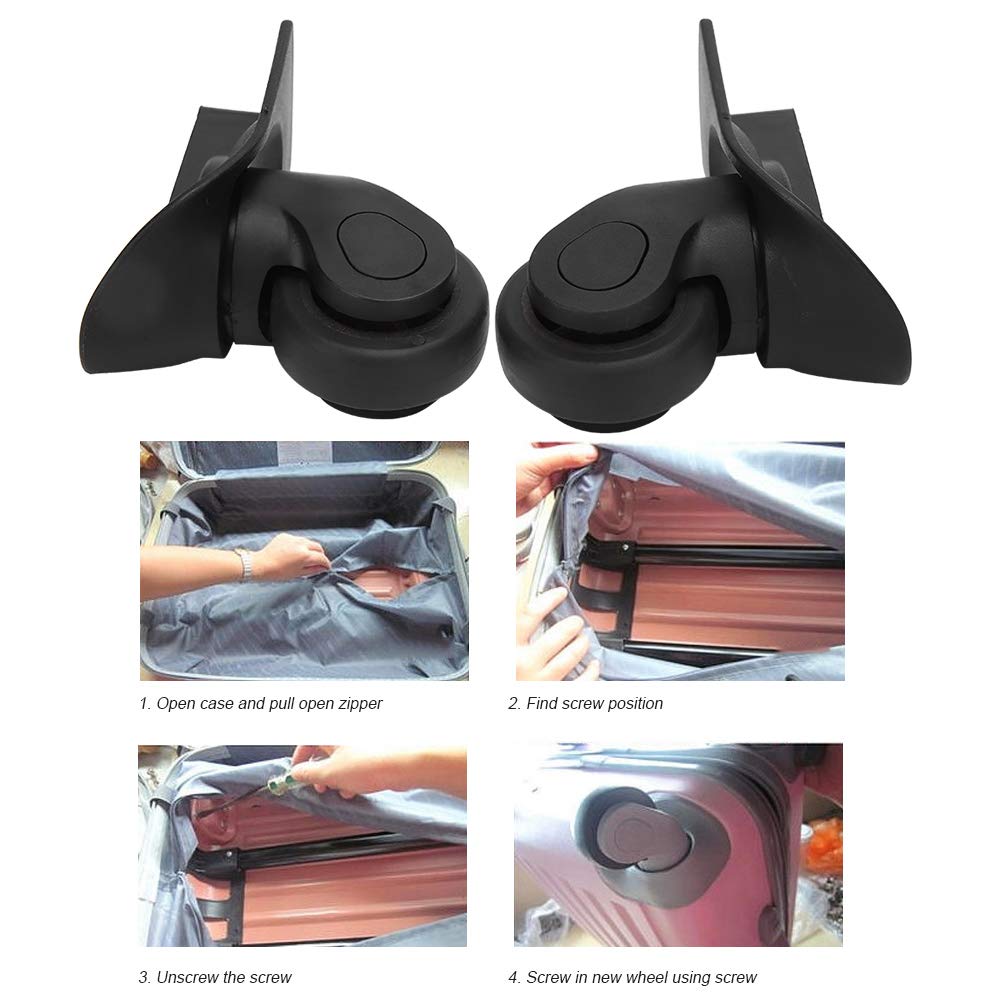 1. Open case and pull open zipper
2. Find screw position
3. Unscrew the screw
4. Screw in new wheel using screw